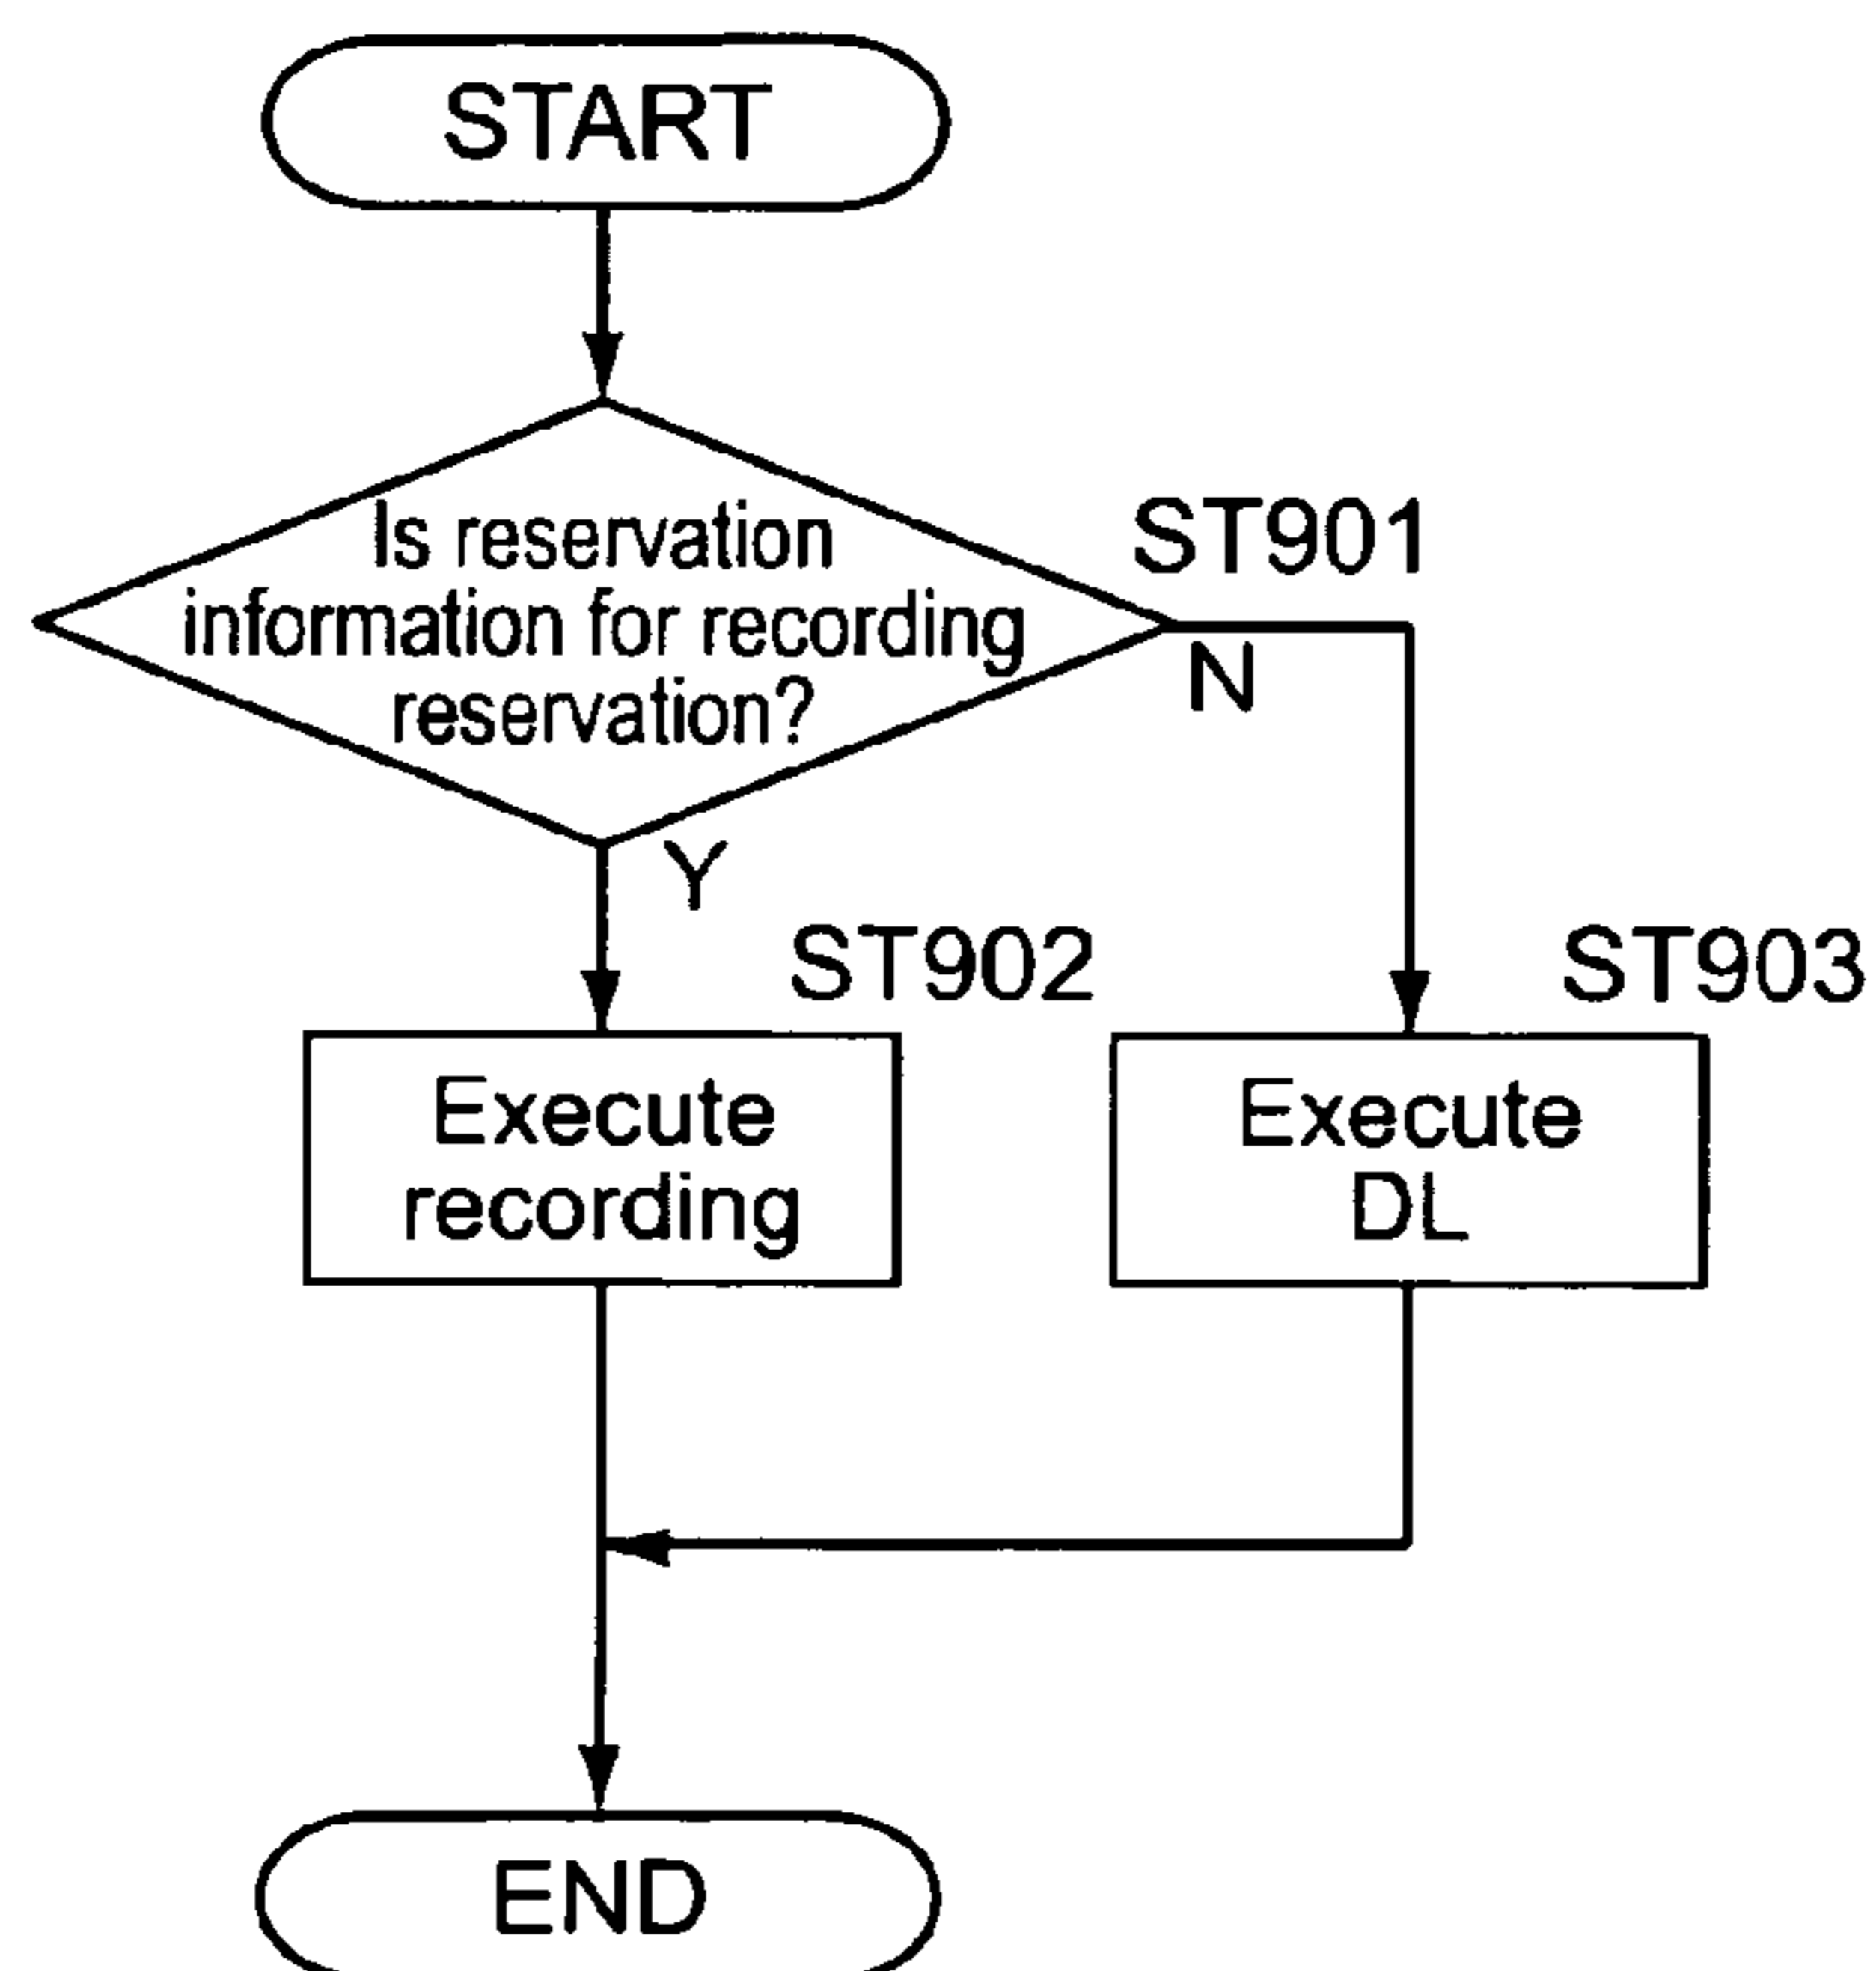 START
Is reservation
information for recording
reservation?
ST901
N
Y
ST902
ST903
Execute
recording
Execute
DL
END